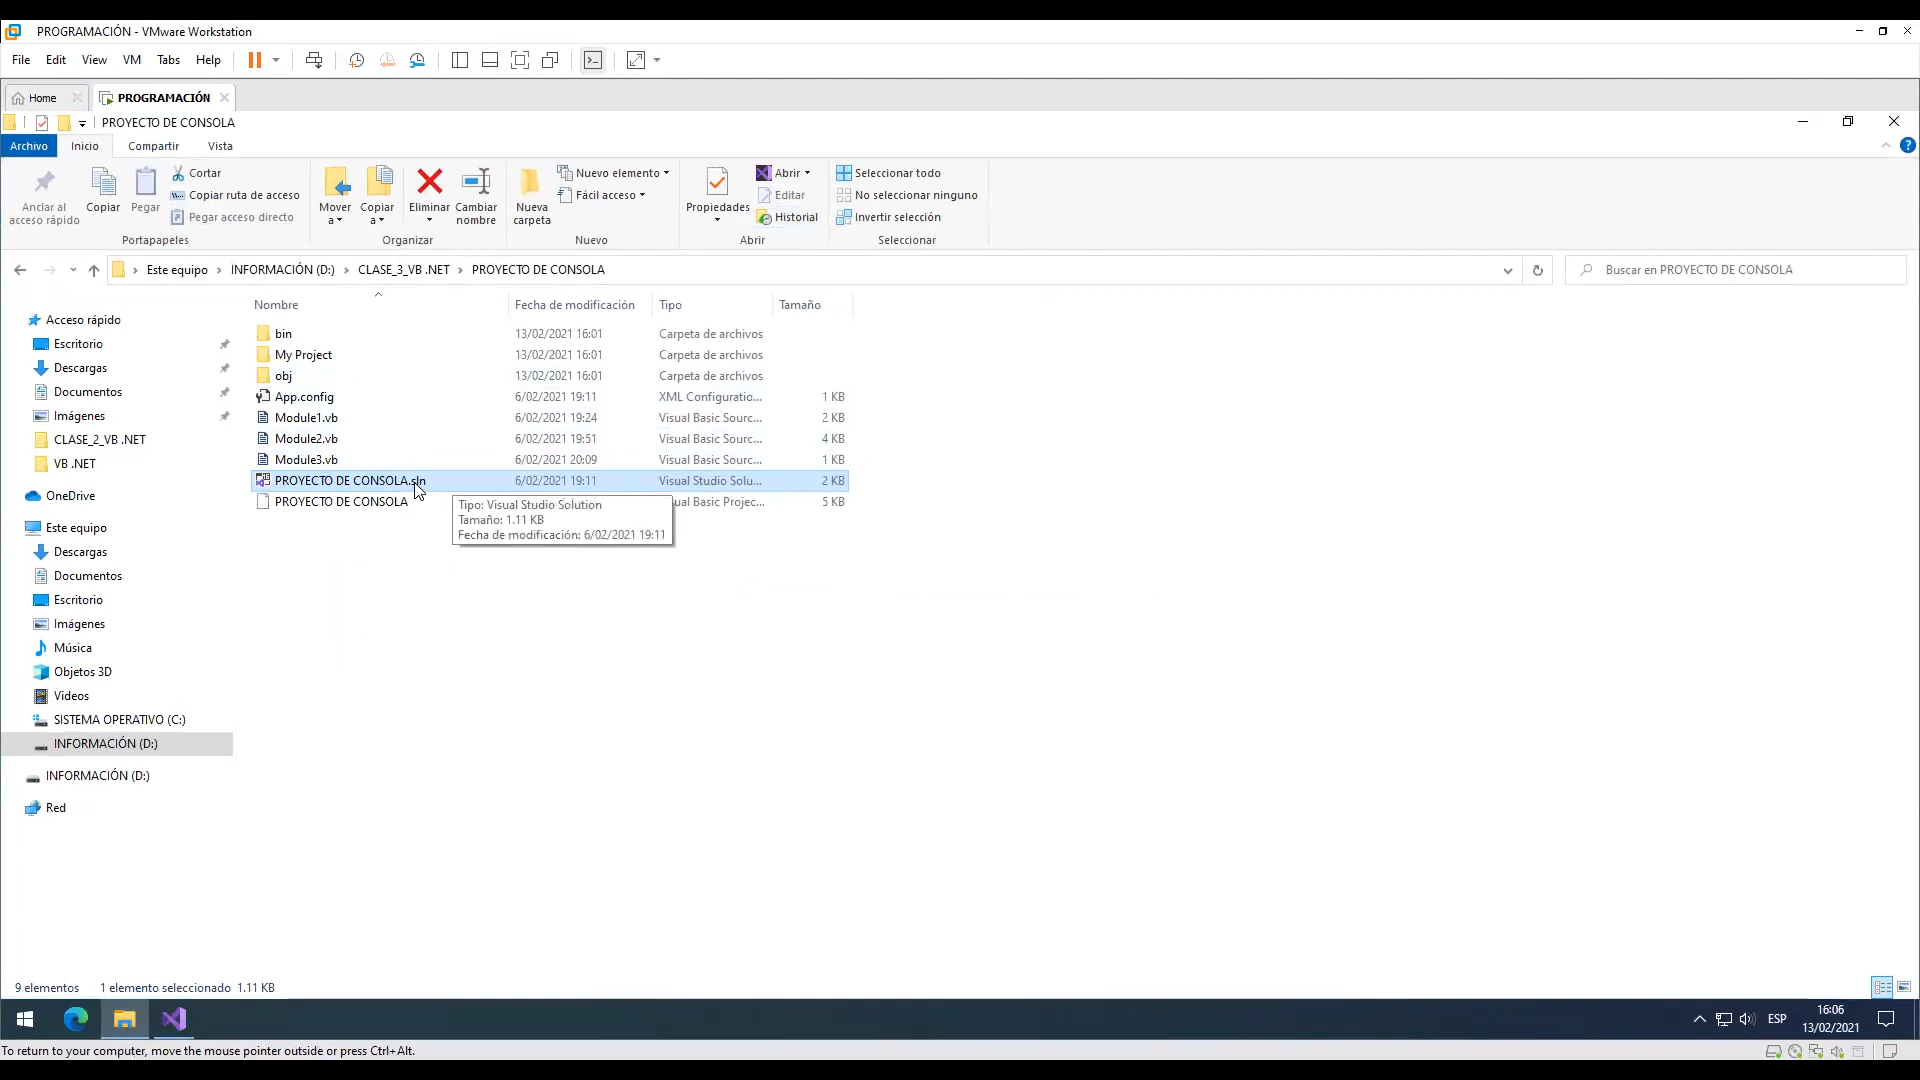 PROGRAMACIÓN - VMware Workstation
File Edit View VM Tabs Help
Home PROGRAMACIÓN
PROYECTO DE CONSOLA
Archivo Inicio Compartir Vista
Anclar al acceso rápido
Copiar
Pegar
Cortar
Copiar ruta de acceso
Pegar acceso directo
Portapapeles
Mover a
Copiar a
Eliminar
Cambiar nombre
Organizar
Nueva carpeta
Nuevo elemento
Fácil acceso
Nuevo
Propiedades
Abrir
Editar
Historial
Abrir
Seleccionar todo
No seleccionar ninguno
Invertir selección
Seleccionar
Este equipo > INFORMACIÓN (D:) > CLASE_3_VB .NET > PROYECTO DE CONSOLA
Buscar en PROYECTO DE CONSOLA
Acceso rápido
Escritorio
Descargas
Documentos
Imágenes
CLASE_2_VB .NET
VB .NET
OneDrive
Este equipo
Descargas
Documentos
Escritorio
Imágenes
Música
Objetos 3D
Videos
SISTEMA OPERATIVO (C:)
INFORMACIÓN (D:)
INFORMACIÓN (D:)
Red
Nombre Fecha de modificación Tipo Tamaño
bin 13/02/2021 16:01 Carpeta de archivos
My Project 13/02/2021 16:01 Carpeta de archivos
obj 13/02/2021 16:01 Carpeta de archivos
App.config 6/02/2021 19:11 XML Configuratio... 1 KB
Module1.vb 6/02/2021 19:24 Visual Basic Sourc... 2 KB
Module2.vb 6/02/2021 19:51 Visual Basic Sourc... 4 KB
Module3.vb 6/02/2021 20:09 Visual Basic Sourc... 1 KB
PROYECTO DE CONSOLA.sln 6/02/2021 19:11 Visual Studio Solu... 2 KB
PROYECTO DE CONSOLA ual Basic Projec... 5 KB
Tipo: Visual Studio Solution
Tamaño: 1.11 KB
Fecha de modificación: 6/02/2021 19:11
9 elementos 1 elemento seleccionado 1.11 KB
ESP
16:06
13/02/2021
To return to your computer, move the mouse pointer outside or press Ctrl+Alt.